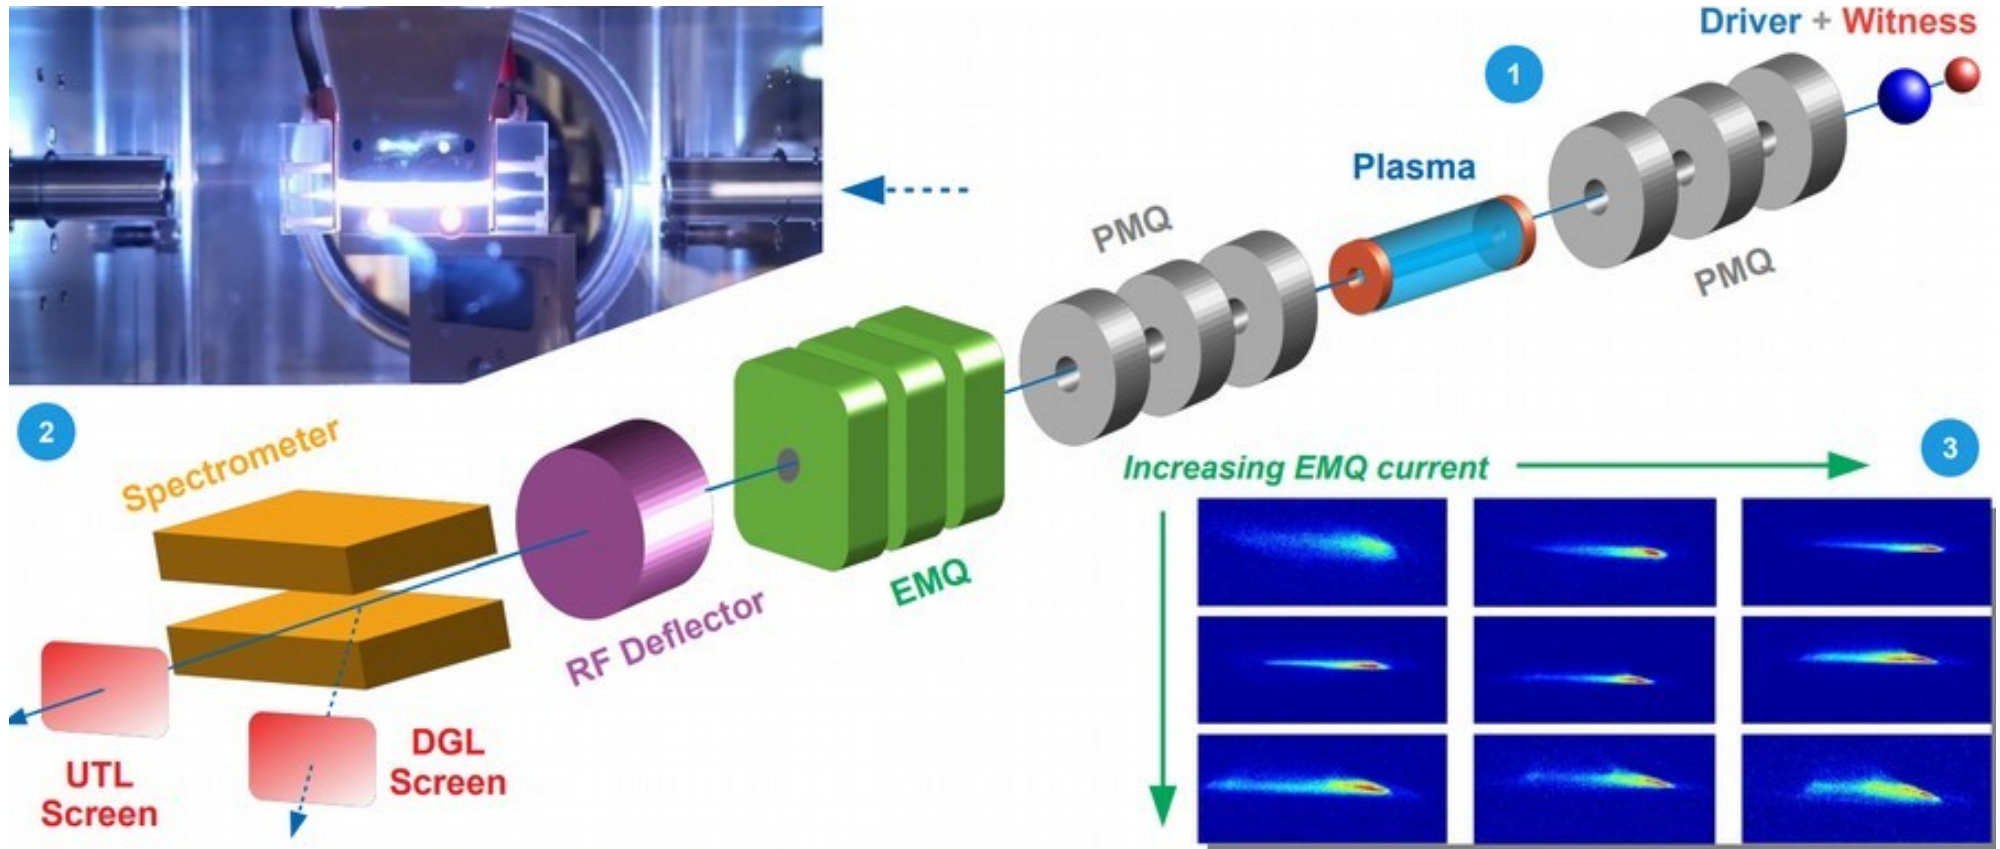 Driver + Witness
1
Plasma
PMQ
PMQ
2
Spectrometer
EMQ
RF Deflector
UTL
Screen
DGL
Screen
3
Increasing EMQ current